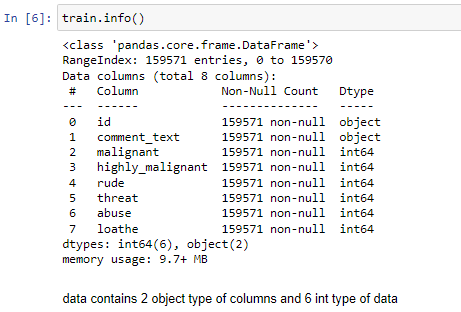 In [6]: train.info()
<class 'pandas.core.frame.DataFrame'>
RangeIndex: 159571 entries, 0 to 159570
Data columns (total 8 columns):
 #   Column            Non-Null Count   Dtype
---  ------            --------------   -----
 0   id                159571 non-null  object
 1   comment_text      159571 non-null  object
 2   malignant         159571 non-null  int64
 3   highly_malignant  159571 non-null  int64
 4   rude              159571 non-null  int64
 5   threat            159571 non-null  int64
 6   abuse             159571 non-null  int64
 7   loathe            159571 non-null  int64
dtypes: int64(6), object(2)
memory usage: 9.7+ MB
data contains 2 object type of columns and 6 int type of data